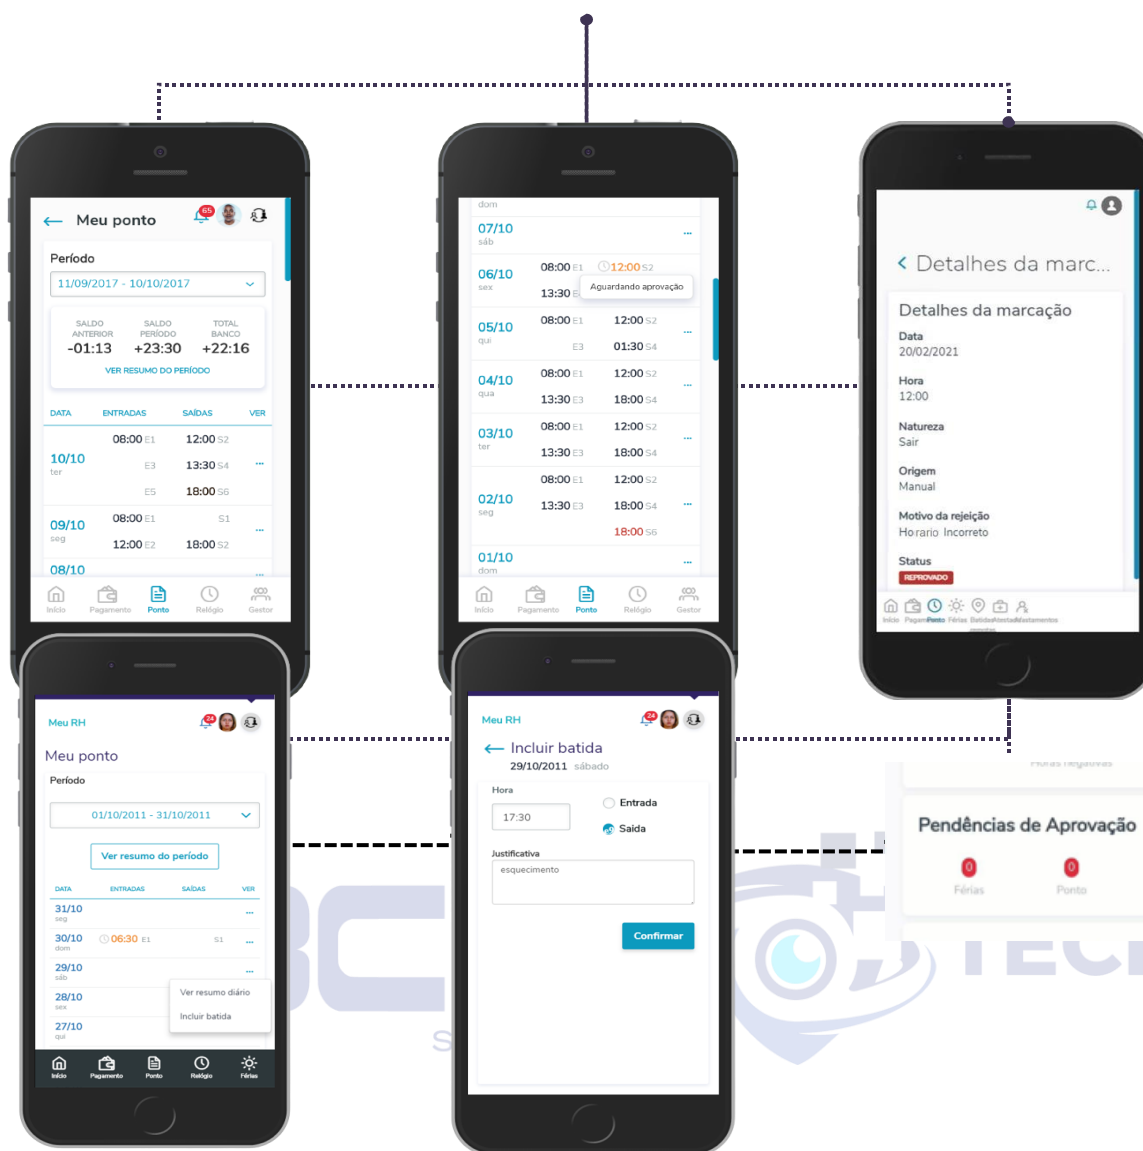 ← Meu ponto
65
Período
11/09/2017 - 10/10/2017
SALDO ANTERIOR
SALDO PERÍODO
TOTAL BANCO
-01:13 +23:30 +22:16
VER RESUMO DO PERÍODO
DATA ENTRADAS SAÍDAS VER
08:00 E1 12:00 S2
10/10 ter E3 13:30 S4 ...
E5 18:00 S6
09/10 seg 08:00 E1 S1 ...
12:00 E2 18:00 S2
08/10 ...
Início Pagamento Ponto Relógio Gestor
dom
07/10 ...
sáb
06/10 sex 08:00 E1 12:00 S2
Aguardando aprovação
13:30
05/10 qui 08:00 E1 12:00 S2 ...
E3 01:30 S4
04/10 qua 08:00 E1 12:00 S2 ...
13:30 E3 18:00 S4
03/10 ter 08:00 E1 12:00 S2 ...
13:30 E3 18:00 S4
08:00 E1 12:00 S2
02/10 seg 13:30 E3 18:00 S4 ...
18:00 S6
01/10 ...
dom
Início Pagamento Ponto Relógio Gestor
Detalhes da marc...
Detalhes da marcação
Data
20/02/2021
Hora
12:00
Natureza
Sair
Origem
Manual
Motivo da rejeição
Horario Incorreto
Status
REPROVADO
Início Ponto Férias
Meu RH
24
Meu ponto
Período
01/10/2011 - 31/10/2011
Ver resumo do período
DATA ENTRADAS SAÍDAS VER
31/10 ...
seg
30/10 06:30 E1 S1 ...
dom
29/10 ...
sáb
28/10
sex
27/10
qui
Ver resumo diário
Incluir batida
Início Pagamento Ponto Relógio Férias
Meu RH
24
← Incluir batida
29/10/2011 sábado
Hora
17:30
Entrada
Saida
Justificativa
esquecimento
Confirmar
Horas negativas
Pendências de Aprovação
0 0
Férias Ponto